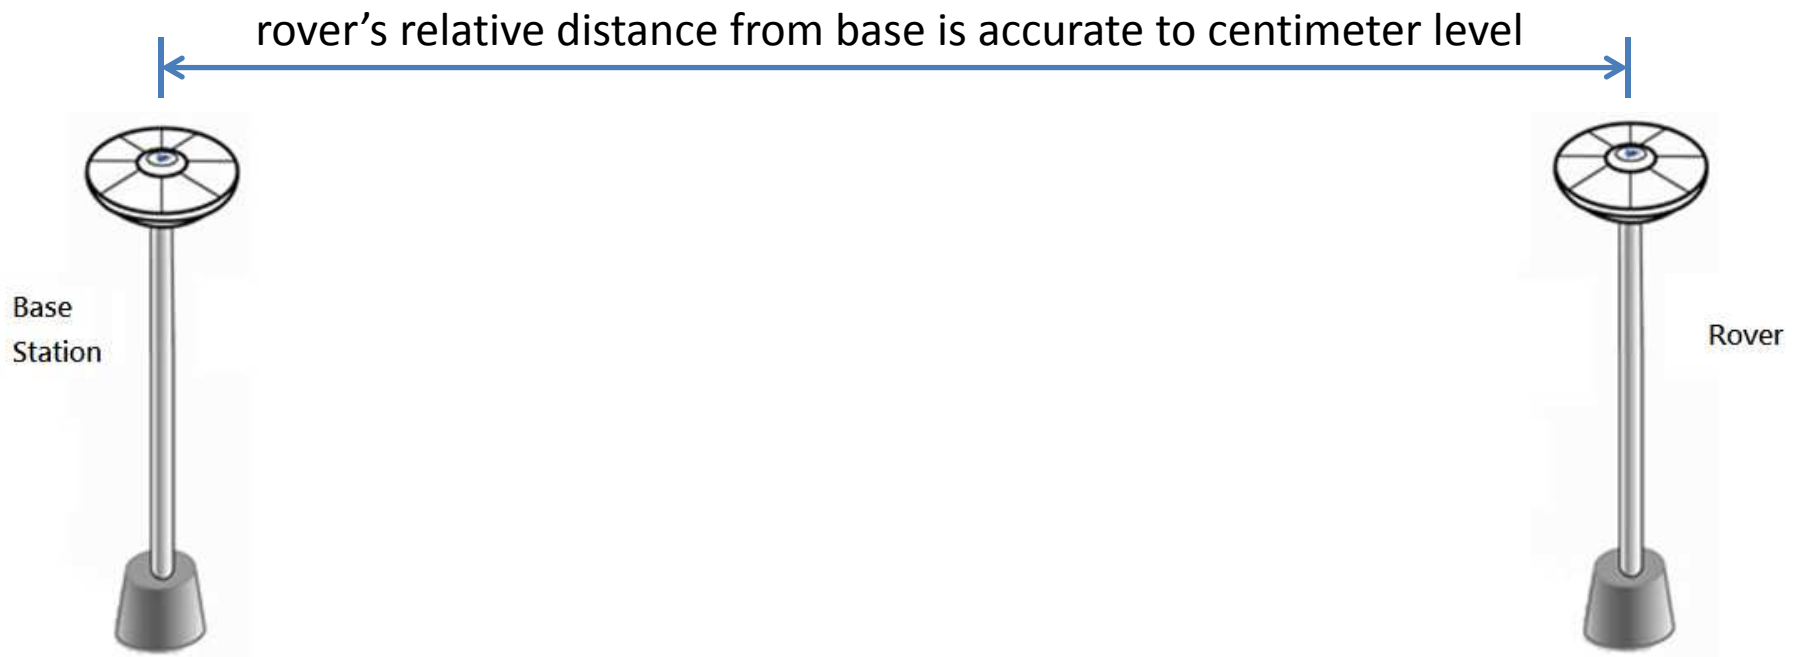 rover’s relative distance from base is accurate to centimeter level
Base
Station
Rover